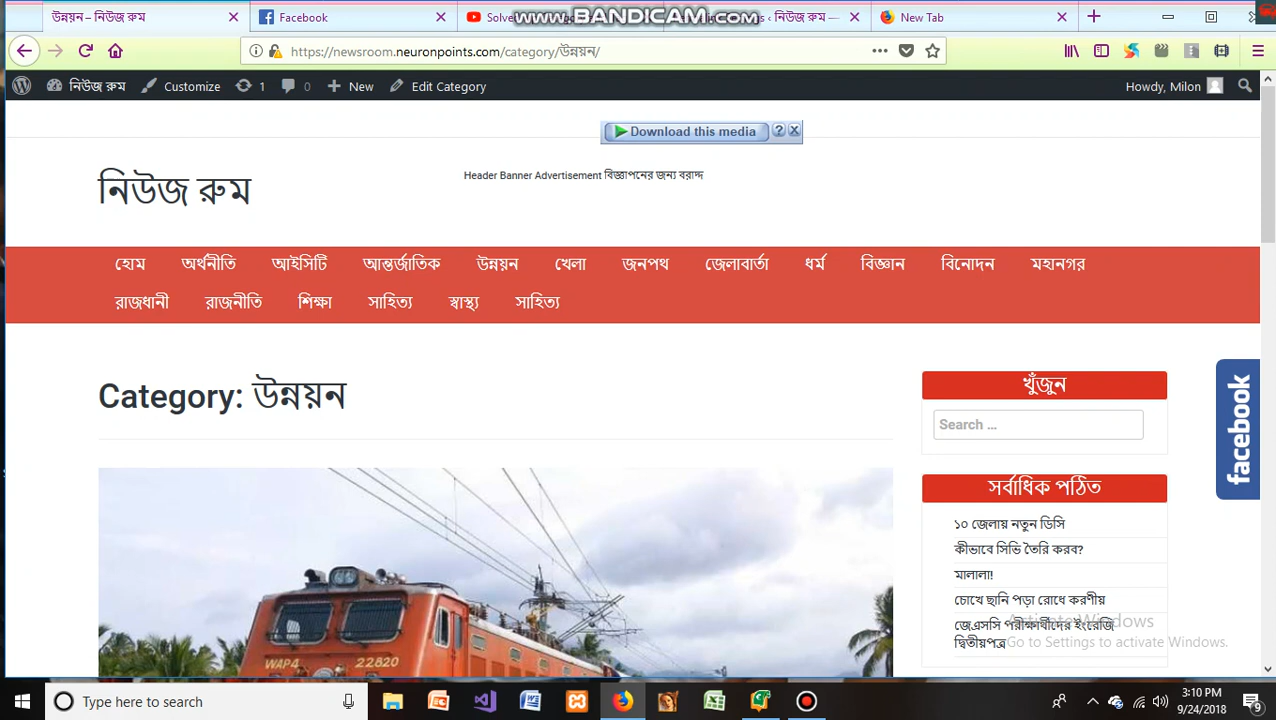 উন্নয়ন – নিউজ রুম
Facebook
www.BANDICAM.com
‹ নিউজ রুম —
New Tab
https://newsroom.neuronpoints.com/category/উন্নয়ন/
নিউজ রুম
Customize
1
0
New
Edit Category
Howdy, Milon
Download this media
?
নিউজ রুম
Header Banner Advertisement বিজ্ঞাপনের জন্য বরাদ্দ
হোম অর্থনীতি আইসিটি আন্তর্জাতিক উন্নয়ন খেলা জনপথ জেলাবার্তা ধর্ম বিজ্ঞান বিনোদন মহানগর
রাজধানী রাজনীতি শিক্ষা সাহিত্য স্বাস্থ্য সাহিত্য
Category: উন্নয়ন
খুঁজুন
Search ...
facebook
সর্বাধিক পঠিত
১০ জেলায় নতুন ডিসি
কীভাবে সিভি তৈরি করব?
মালালা!
চোখে ছানি পড়া রোধে করণীয়
জেএসসি পরীক্ষার্থীদের ইংরেজি
দ্বিতীয়পত্র
Activate Windows
Go to Settings to activate Windows.
WAP4 22820
Type here to search
3:10 PM
9/24/2018
9